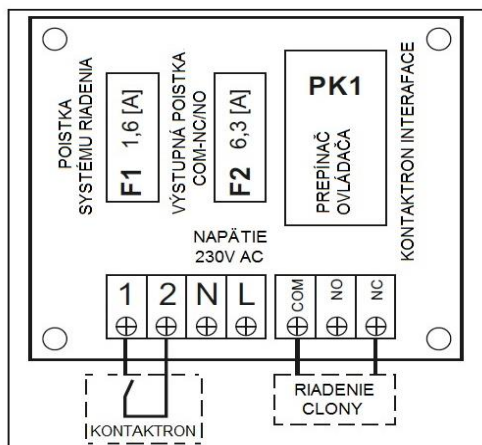 POISTKA
SYSTÉMU RIADENIA
F1 1,6 [A]
VÝSTUPNÁ POISTKA
COM-NC/NO
F2 6,3 [A]
PK1
PREPÍNAČ
OVLÁDAČA
KONTAKTRON INTERAFACE
NAPÄTIE
230V AC
1 2 N L
COM NO NC
KONTAKTRON
RIADENIE
CLONY